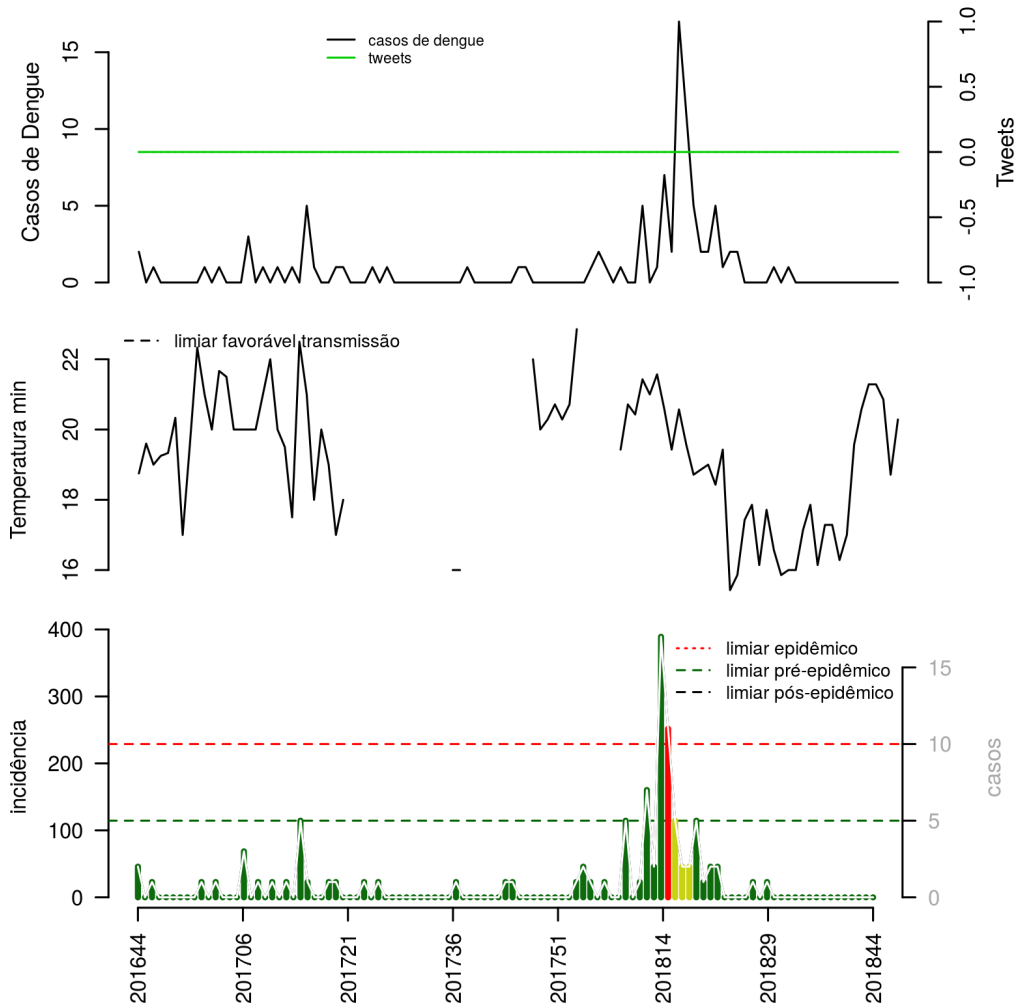 casos de dengue
tweets
Casos de Dengue
0
5
10
15
Tweets
-1.0
-0.5
0.0
0.5
1.0
limiar favorável transmissão
Temperatura min
16
18
20
22
limiar epidêmico
limiar pré-epidêmico
limiar pós-epidêmico
incidência
0
100
200
300
400
casos
0
5
10
15
201644
201706
201721
201736
201751
201814
201829
201844